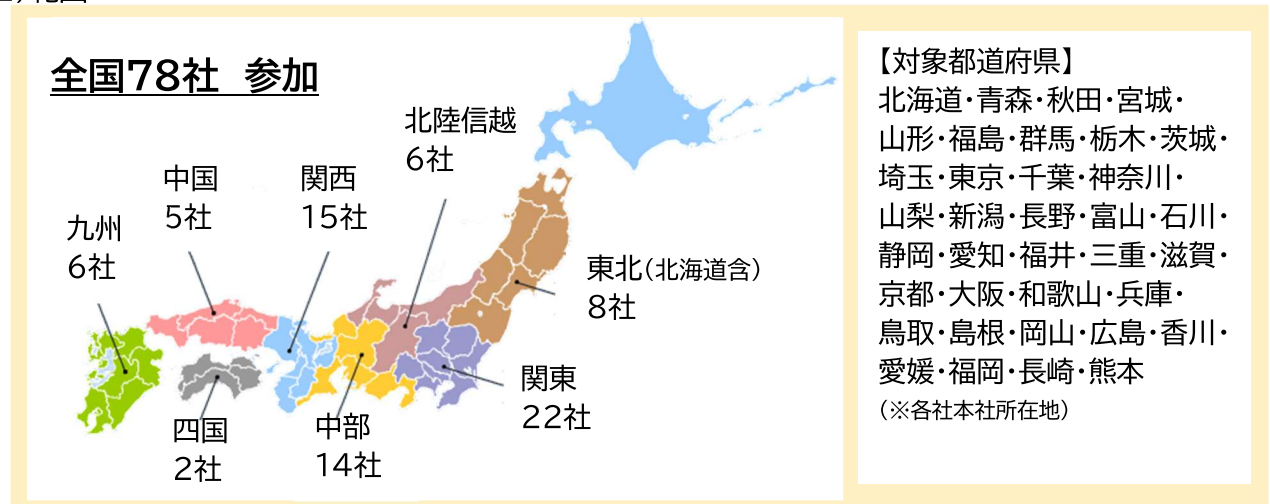 全国78社　参加
北陸信越
6社
中国
5社
関西
15社
九州
6社
東北（北海道含）
8社
関東
22社
四国
2社
中部
14社
【対象都道府県】
北海道・青森・秋田・宮城・
山形・福島・群馬・栃木・茨城・
埼玉・東京・千葉・神奈川・
山梨・新潟・長野・富山・石川・
静岡・愛知・福井・三重・滋賀・
京都・大阪・和歌山・兵庫・
鳥取・島根・岡山・広島・香川・
愛媛・福岡・長崎・熊本
（※各社本社所在地）